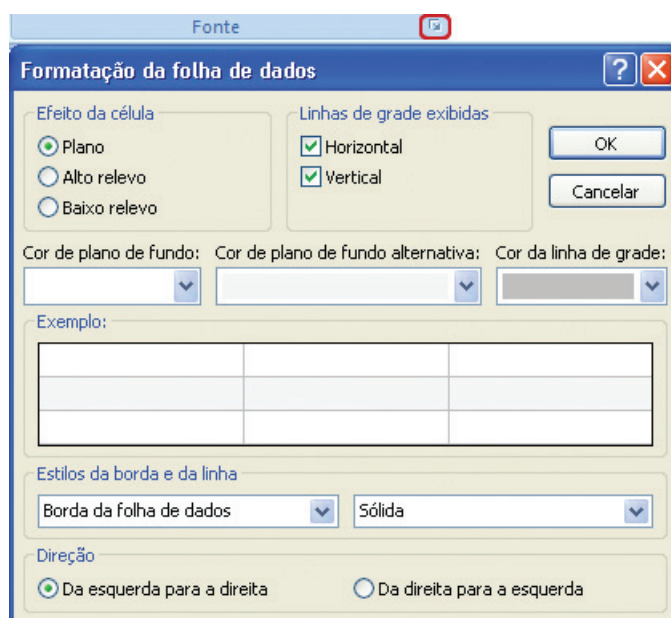 Fonte
Formatação da folha de dados
Efeito da célula
Plano
Alto relevo
Baixo relevo
Linhas de grade exibidas
Horizontal
Vertical
OK
Cancelar
Cor de plano de fundo: Cor de plano de fundo alternativa: Cor da linha de grade:
Exemplo:
Estilos da borda e da linha
Borda da folha de dados Sólida
Direção
Da esquerda para a direita Da direita para a esquerda